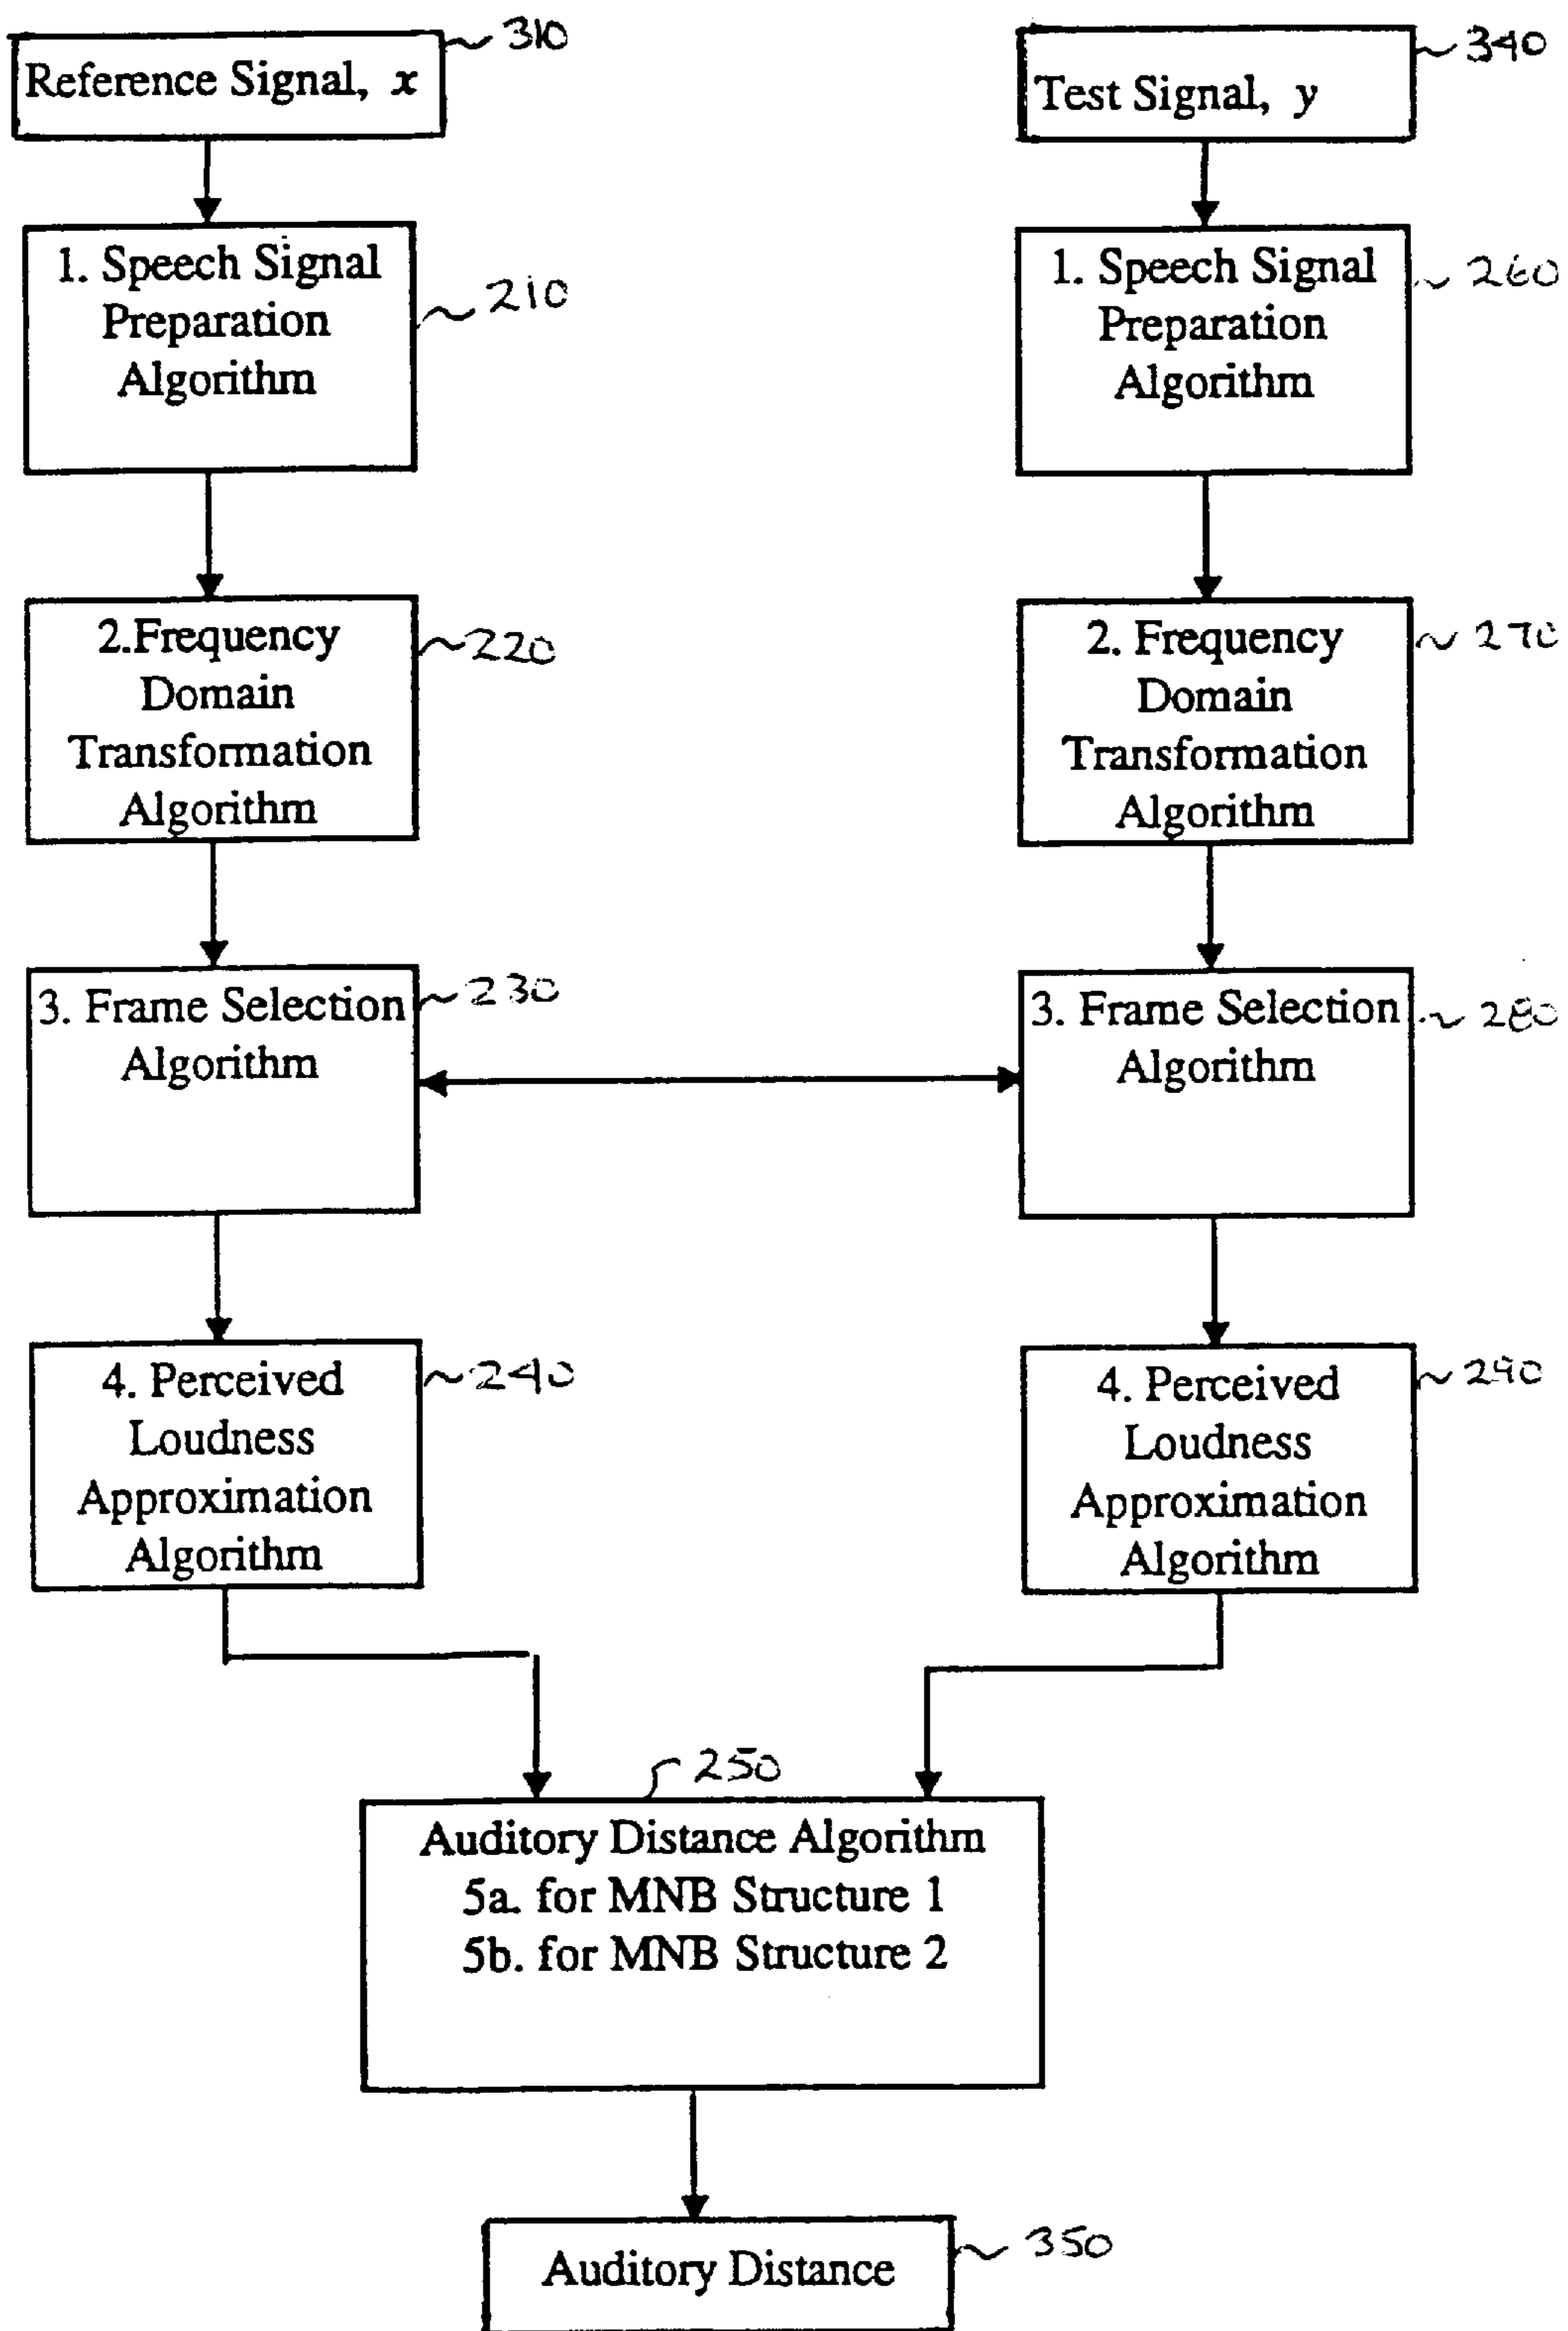 Reference Signal, x
310
1. Speech Signal
Preparation
Algorithm
210
2.Frequency
Domain
Transformation
Algorithm
220
3. Frame Selection
Algorithm
230
4. Perceived
Loudness
Approximation
Algorithm
240
Test Signal, y
340
1. Speech Signal
Preparation
Algorithm
260
2. Frequency
Domain
Transformation
Algorithm
270
3. Frame Selection
Algorithm
280
4. Perceived
Loudness
Approximation
Algorithm
290
250
Auditory Distance Algorithm
5a. for MNB Structure 1
5b. for MNB Structure 2
Auditory Distance
350